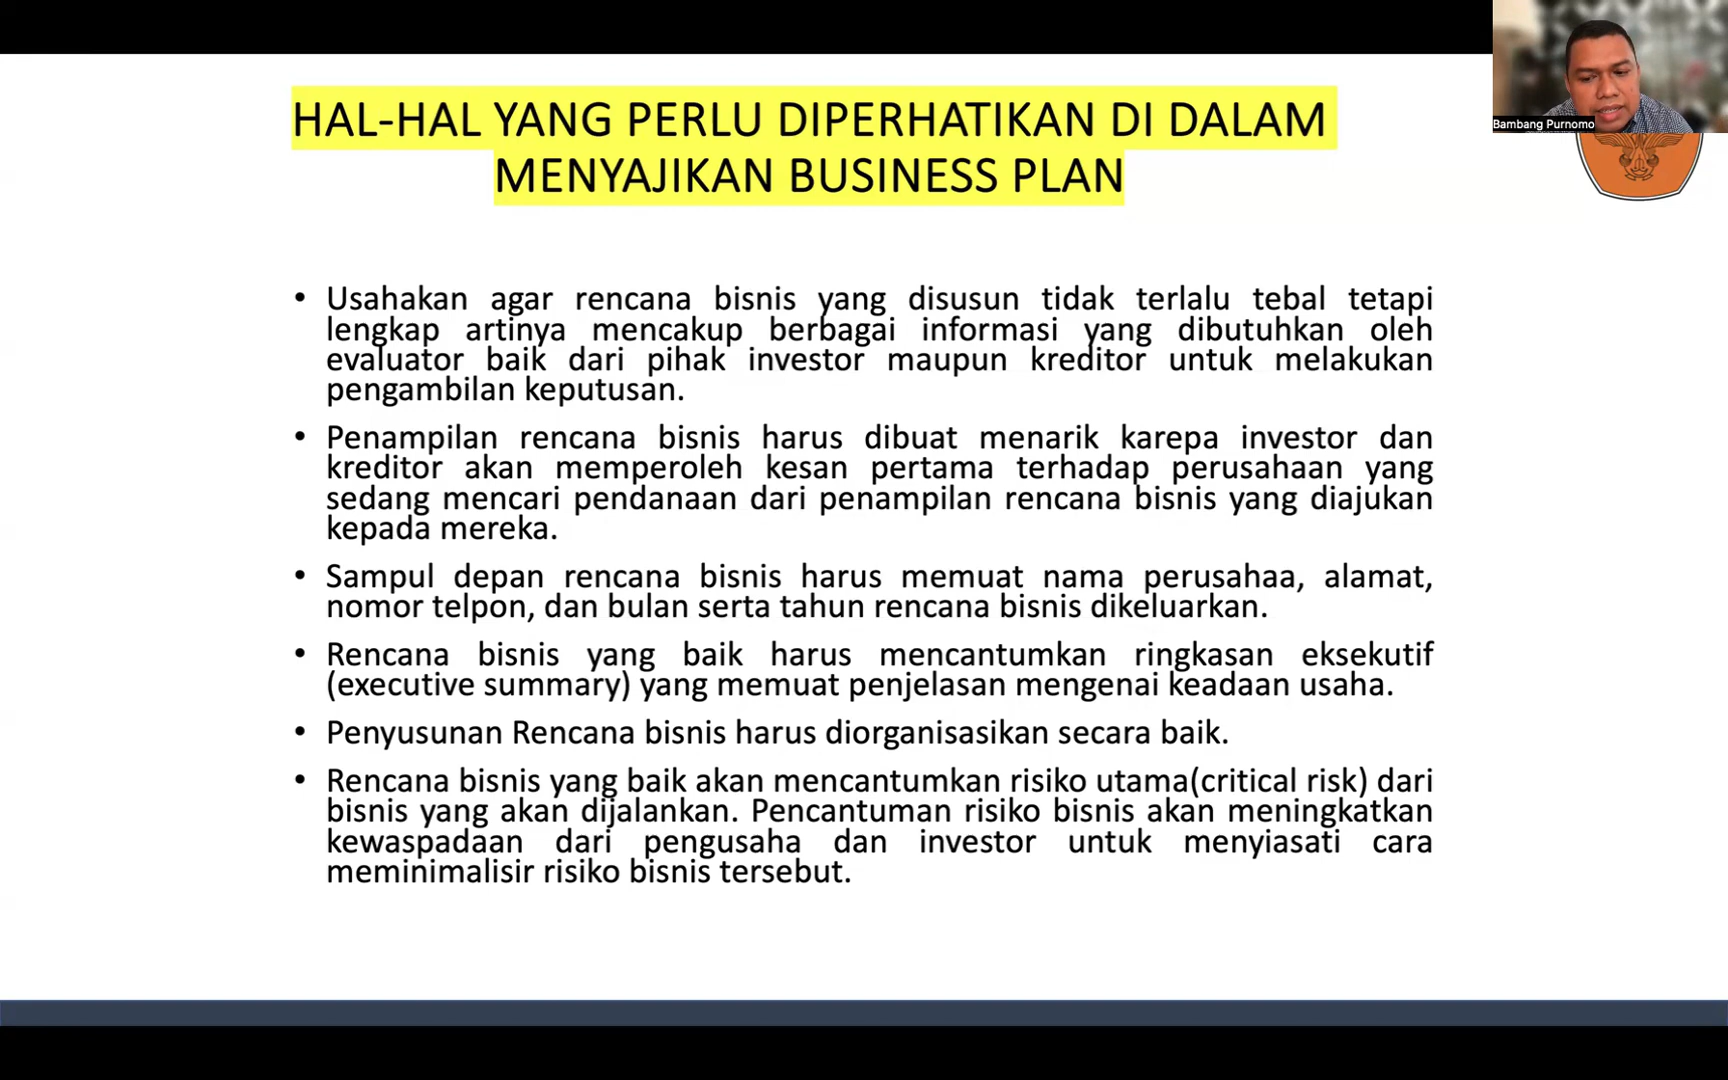 HAL-HAL YANG PERLU DIPERHATIKAN DI DALAM
MENYAJIKAN BUSINESS PLAN
Bambang Purnomo
• Usahakan agar rencana bisnis yang disusun tidak terlalu tebal tetapi
lengkap artinya mencakup berbagai informasi yang dibutuhkan oleh
evaluator baik dari pihak investor maupun kreditor untuk melakukan
pengambilan keputusan.
• Penampilan rencana bisnis harus dibuat menarik karepa investor dan
kreditor akan memperoleh kesan pertama terhadap perusahaan yang
sedang mencari pendanaan dari penampilan rencana bisnis yang diajukan
kepada mereka.
• Sampul depan rencana bisnis harus memuat nama perusahaa, alamat,
nomor telpon, dan bulan serta tahun rencana bisnis dikeluarkan.
• Rencana bisnis yang baik harus mencantumkan ringkasan eksekutif
(executive summary) yang memuat penjelasan mengenai keadaan usaha.
• Penyusunan Rencana bisnis harus diorganisasikan secara baik.
• Rencana bisnis yang baik akan mencantumkan risiko utama(critical risk) dari
bisnis yang akan dijalankan. Pencantuman risiko bisnis akan meningkatkan
kewaspadaan dari pengusaha dan investor untuk menyiasati cara
meminimalisir risiko bisnis tersebut.